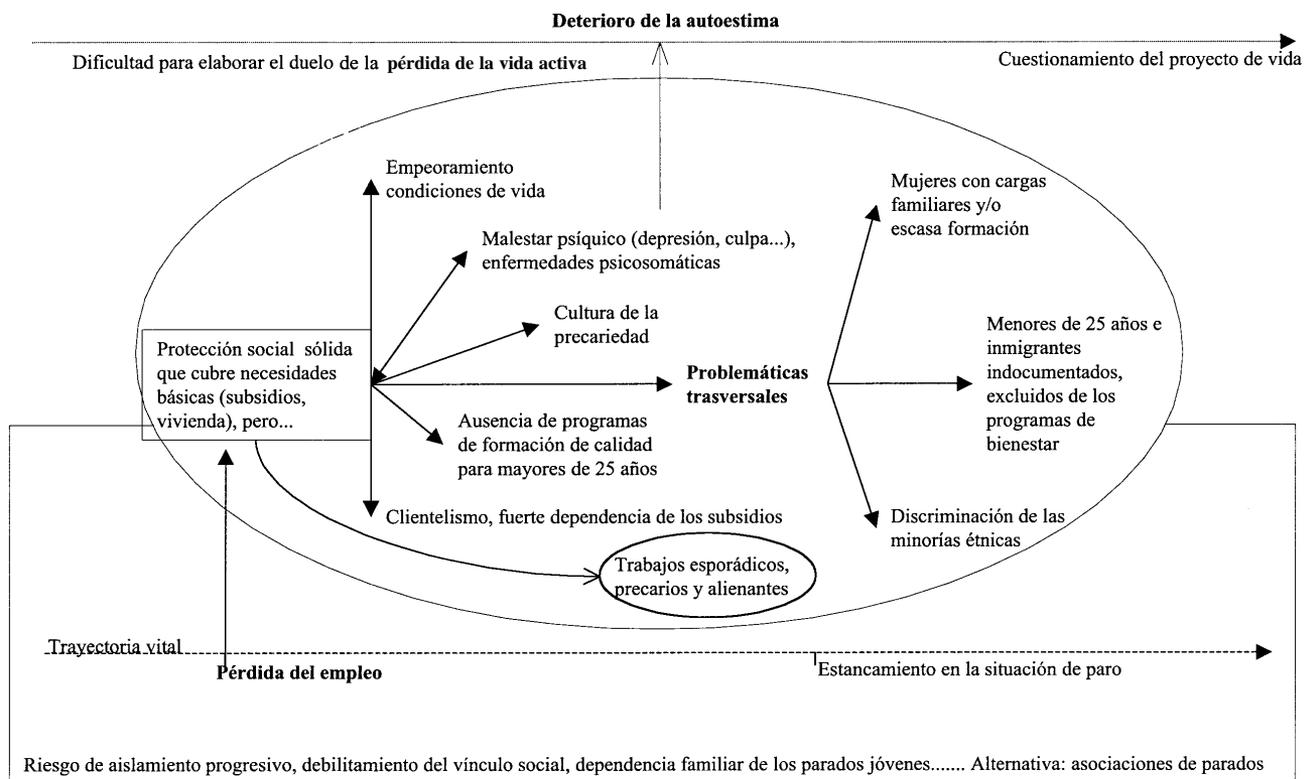 Deterioro de la autoestima
Dificultad para elaborar el duelo de la pérdida de la vida activa
Cuestionamiento del proyecto de vida
Empeoramiento
condiciones de vida
Mujeres con cargas
familiares y/o
escasa formación
Malestar psíquico (depresión, culpa...),
enfermedades psicosomáticas
Cultura de la
precariedad
Protección social sólida
que cubre necesidades
básicas (subsidios,
vivienda), pero...
Problemáticas
trasversales
Menores de 25 años e
inmigrantes
indocumentados,
excluidos de los
programas de
bienestar
Ausencia de programas
de formación de calidad
para mayores de 25 años
Clientelismo, fuerte dependencia de los subsidios
Discriminación de las
minorías étnicas
Trabajos esporádicos,
precarios y alienantes
Trayectoria vital
Pérdida del empleo
Estancamiento en la situación de paro
Riesgo de aislamiento progresivo, debilitamiento del vínculo social, dependencia familiar de los parados jóvenes....... Alternativa: asociaciones de parados